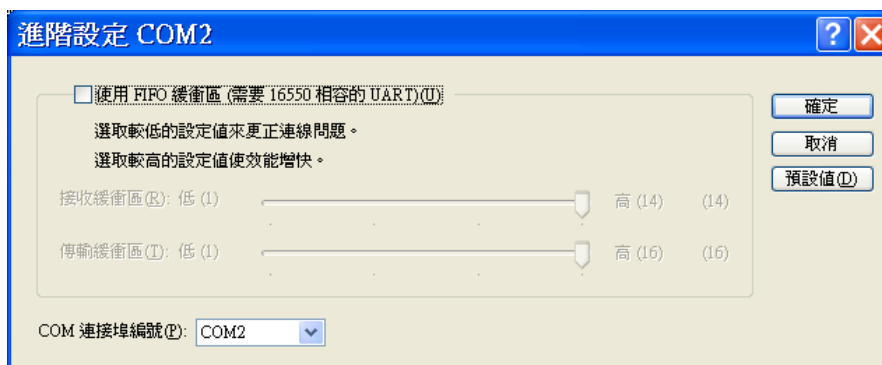 進階設定 COM2
使用 FIFO 緩衝區 (需要 16550 相容的 UART)(U)
選取較低的設定值來更正連線問題。
選取較高的設定值使效能增快。
接收緩衝區(R): 低 (1) 高 (14) (14)
傳輸緩衝區(T): 低 (1) 高 (16) (16)
COM 連接埠編號(P): COM2
確定
取消
預設值(D)